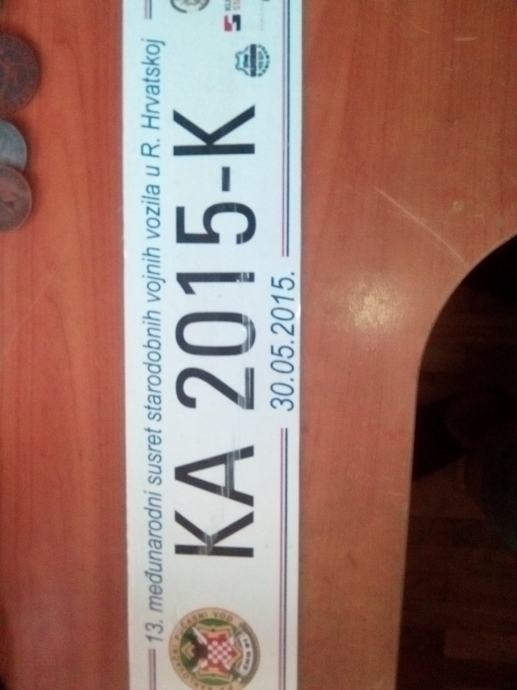 13. međunarodni susret starodobnih vojnih vozila u R. Hrvatskoj
KA 2015-K
30.05.2015.